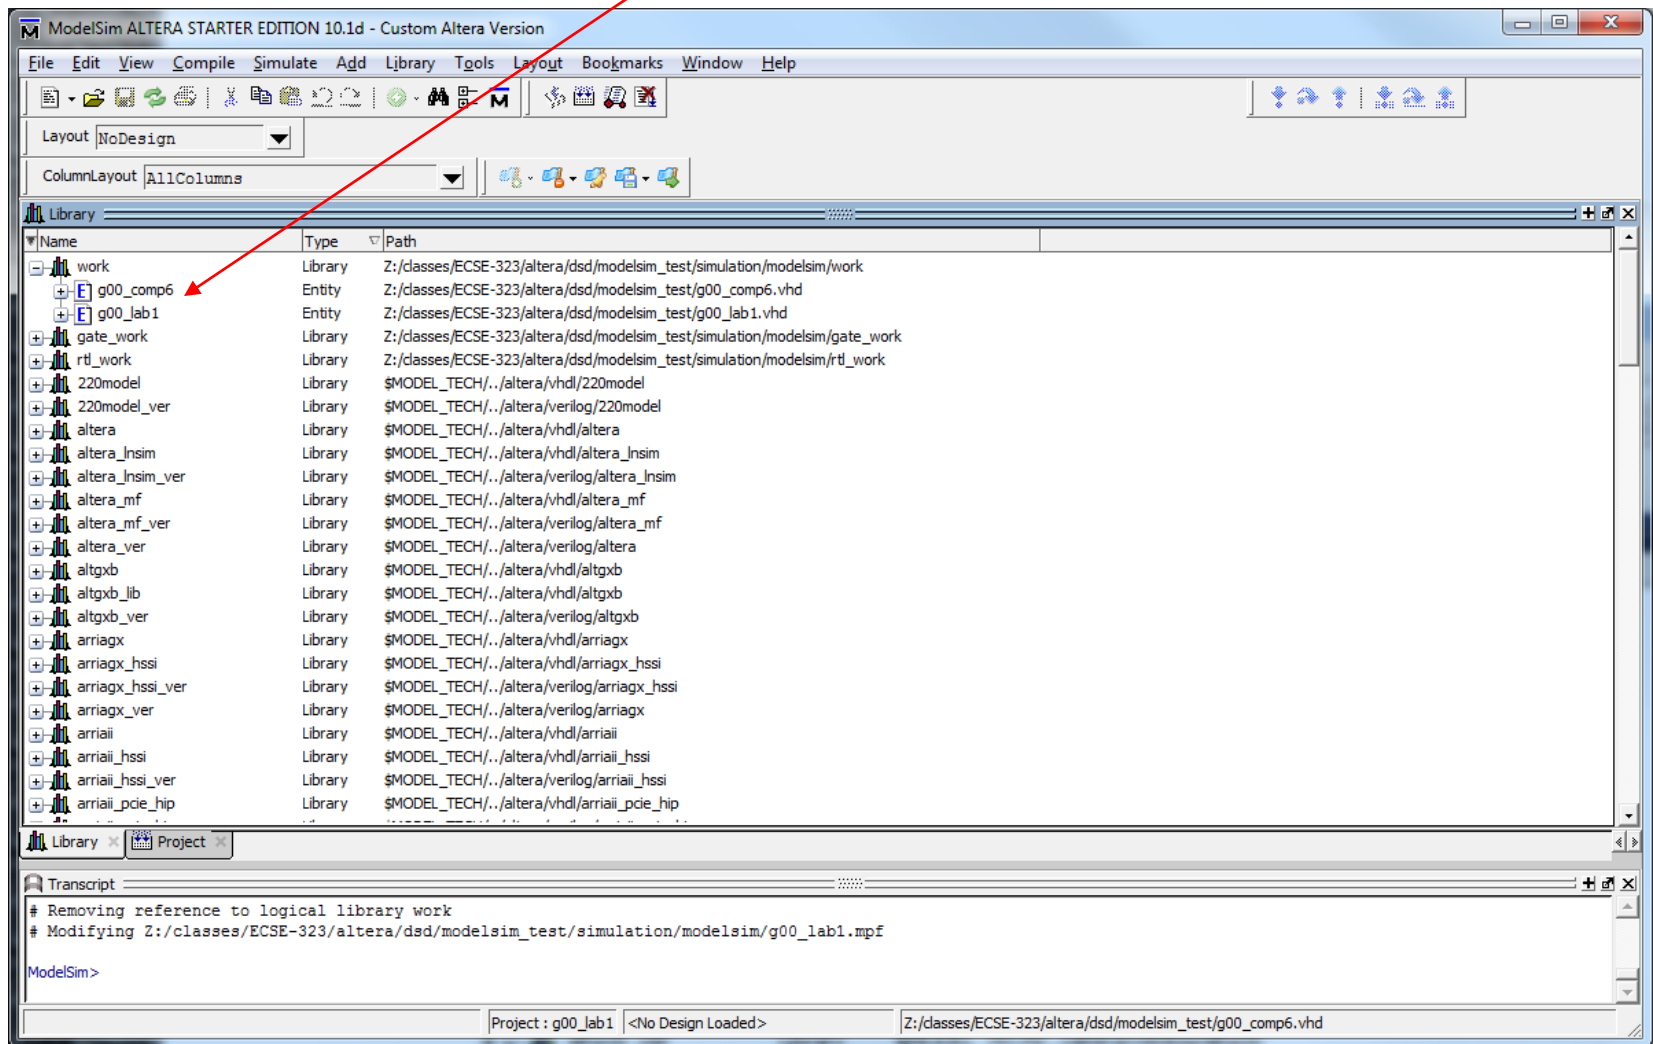 ModelSim ALTERA STARTER EDITION 10.1d - Custom Altera Version
File Edit View Compile Simulate Add Library Tools Layout Bookmarks Window Help
Layout NoDesign
ColumnLayout AllColumns
Library
Name Type Path
work Library Z:/classes/ECSE-323/altera/dsd/modelsim_test/simulation/modelsim/work
g00_comp6 Entity Z:/classes/ECSE-323/altera/dsd/modelsim_test/g00_comp6.vhd
g00_lab1 Entity Z:/classes/ECSE-323/altera/dsd/modelsim_test/g00_lab1.vhd
gate_work Library Z:/classes/ECSE-323/altera/dsd/modelsim_test/simulation/modelsim/gate_work
rtl_work Library Z:/classes/ECSE-323/altera/dsd/modelsim_test/simulation/modelsim/rtl_work
220model Library $MODEL_TECH/../altera/vhdl/220model
220model_ver Library $MODEL_TECH/../altera/verilog/220model
altera Library $MODEL_TECH/../altera/vhdl/altera
altera_lnsim Library $MODEL_TECH/../altera/vhdl/altera_lnsim
altera_lnsim_ver Library $MODEL_TECH/../altera/verilog/altera_lnsim
altera_mf Library $MODEL_TECH/../altera/vhdl/altera_mf
altera_mf_ver Library $MODEL_TECH/../altera/verilog/altera_mf
altera_ver Library $MODEL_TECH/../altera/verilog/altera
altgxb Library $MODEL_TECH/../altera/vhdl/altgxb
altgxb_lib Library $MODEL_TECH/../altera/vhdl/altgxb
altgxb_ver Library $MODEL_TECH/../altera/verilog/altgxb
arriagx Library $MODEL_TECH/../altera/vhdl/arriagx
arriagx_hssi Library $MODEL_TECH/../altera/vhdl/arriagx_hssi
arriagx_hssi_ver Library $MODEL_TECH/../altera/verilog/arriagx_hssi
arriagx_ver Library $MODEL_TECH/../altera/verilog/arriagx
arriaii Library $MODEL_TECH/../altera/vhdl/arriaii
arriaii_hssi Library $MODEL_TECH/../altera/vhdl/arriaii_hssi
arriaii_hssi_ver Library $MODEL_TECH/../altera/verilog/arriaii_hssi
arriaii_pcie_hip Library $MODEL_TECH/../altera/vhdl/arriaii_pcie_hip
Library Project
Transcript
# Removing reference to logical library work
# Modifying Z:/classes/ECSE-323/altera/dsd/modelsim_test/simulation/modelsim/g00_lab1.mpf
ModelSim>
Project : g00_lab1 <No Design Loaded> Z:/classes/ECSE-323/altera/dsd/modelsim_test/g00_comp6.vhd